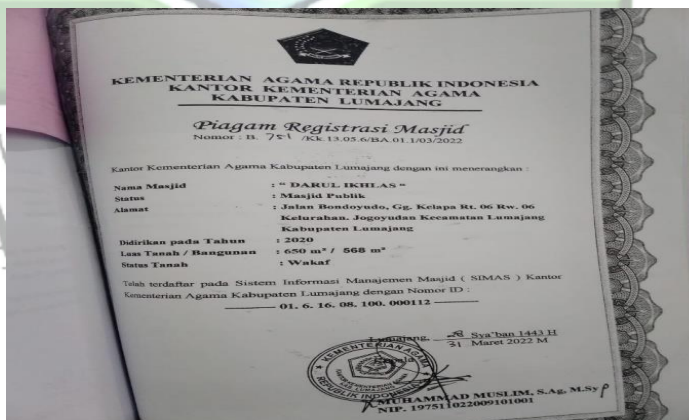 KEMENTERIAN AGAMA REPUBLIK INDONESIA
KANTOR KEMENTERIAN AGAMA
KABUPATEN LUMAJANG
Piagam Registrasi Masjid
Nomor : B. 751 /Kk.13.05.6/BA.01.1/03/2022
Kantor Kementerian Agama Kabupaten Lumajang dengan ini menerangkan :
Nama Masjid : " DARUL IKHLAS "
Status : Masjid Publik
Alamat : Jalan Bondoyudo, Gg. Kelapa Rt. 06 Rw. 06
Kelurahan. Jogoyudan Kecamatan Lumajang
Kabupaten Lumajang
Didirikan pada Tahun : 2020
Luas Tanah / Bangunan : 650 m² / 568 m²
Status Tanah : Wakaf
Telah terdaftar pada Sistem Informasi Manajemen Masjid ( SIMAS ) Kantor
Kementerian Agama Kabupaten Lumajang dengan Nomor ID :
01. 6. 16. 08. 100. 000112
Lumajang, 28 Sya'ban 1443 H
31 Maret 2022 M
KEMENTERIAN AGAMA
REPUBLIK INDONESIA
MUHAMMAD MUSLIM, S.Ag, M.Sy
NIP. 197511022009101001